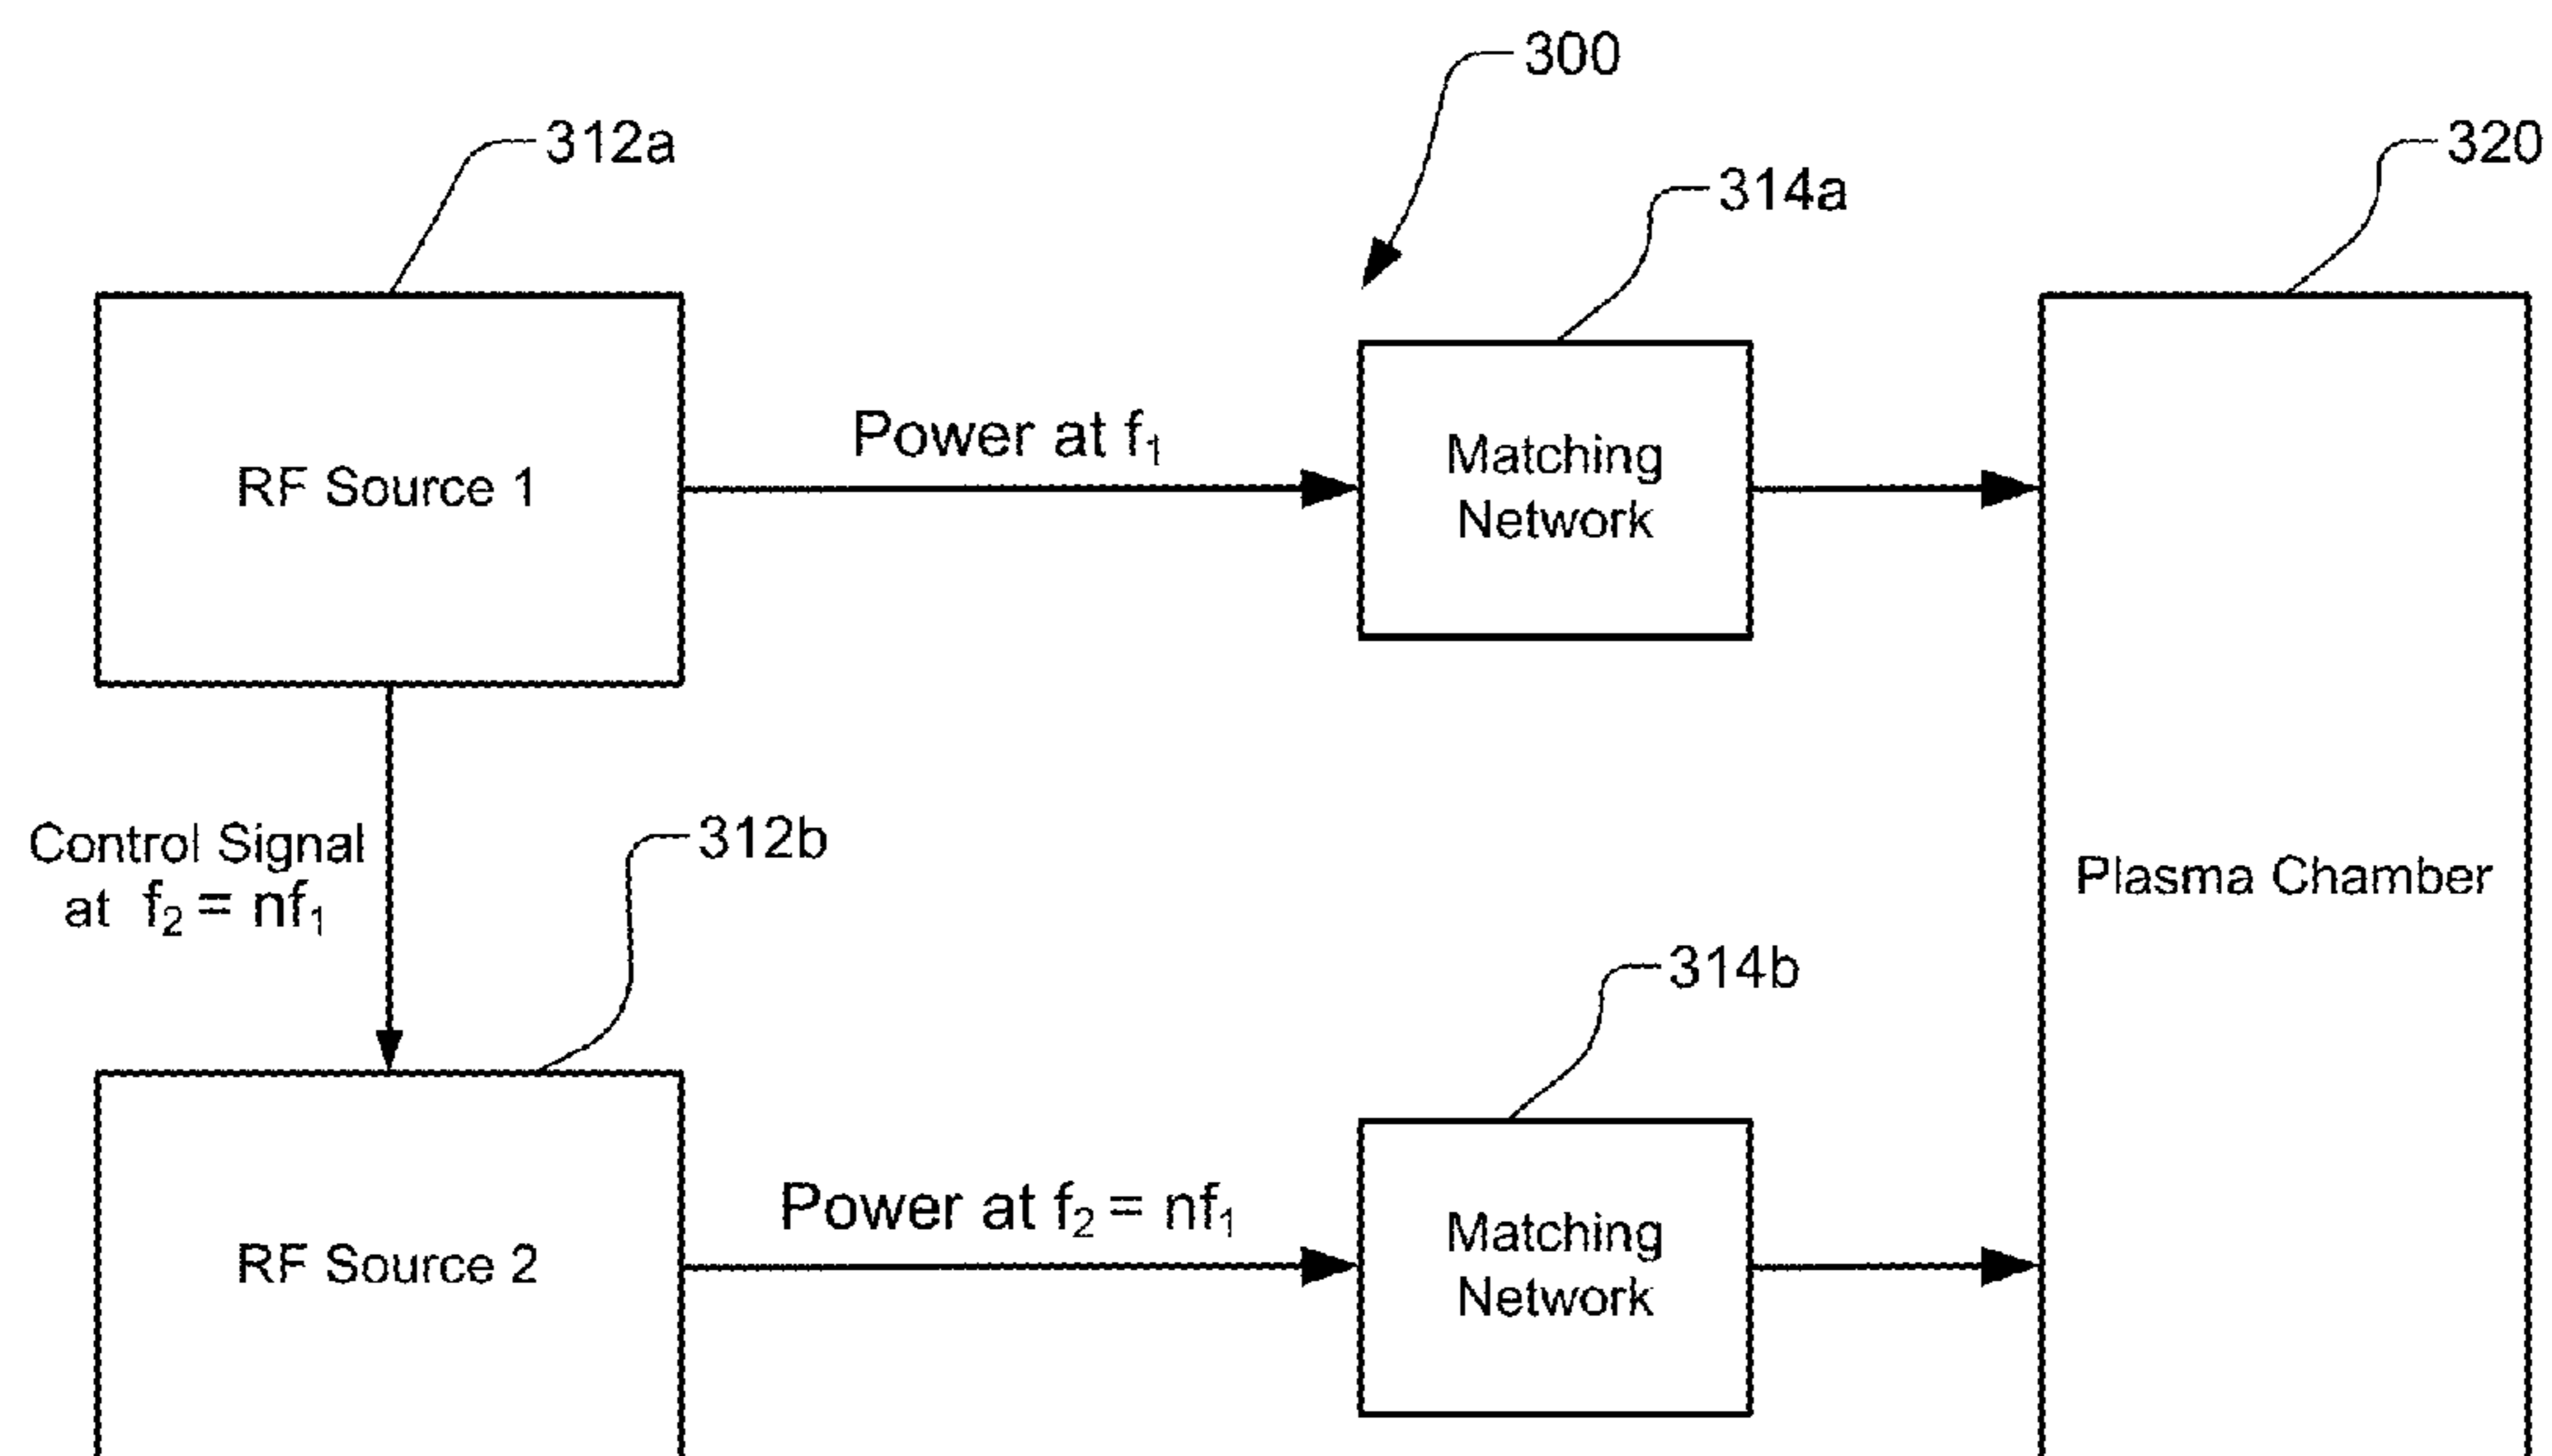 300
312a
320
314a
Power at f₁
RF Source 1
Matching
Network
Control Signal
at f₂ = nf₁
312b
Plasma Chamber
314b
Power at f₂ = nf₁
RF Source 2
Matching
Network